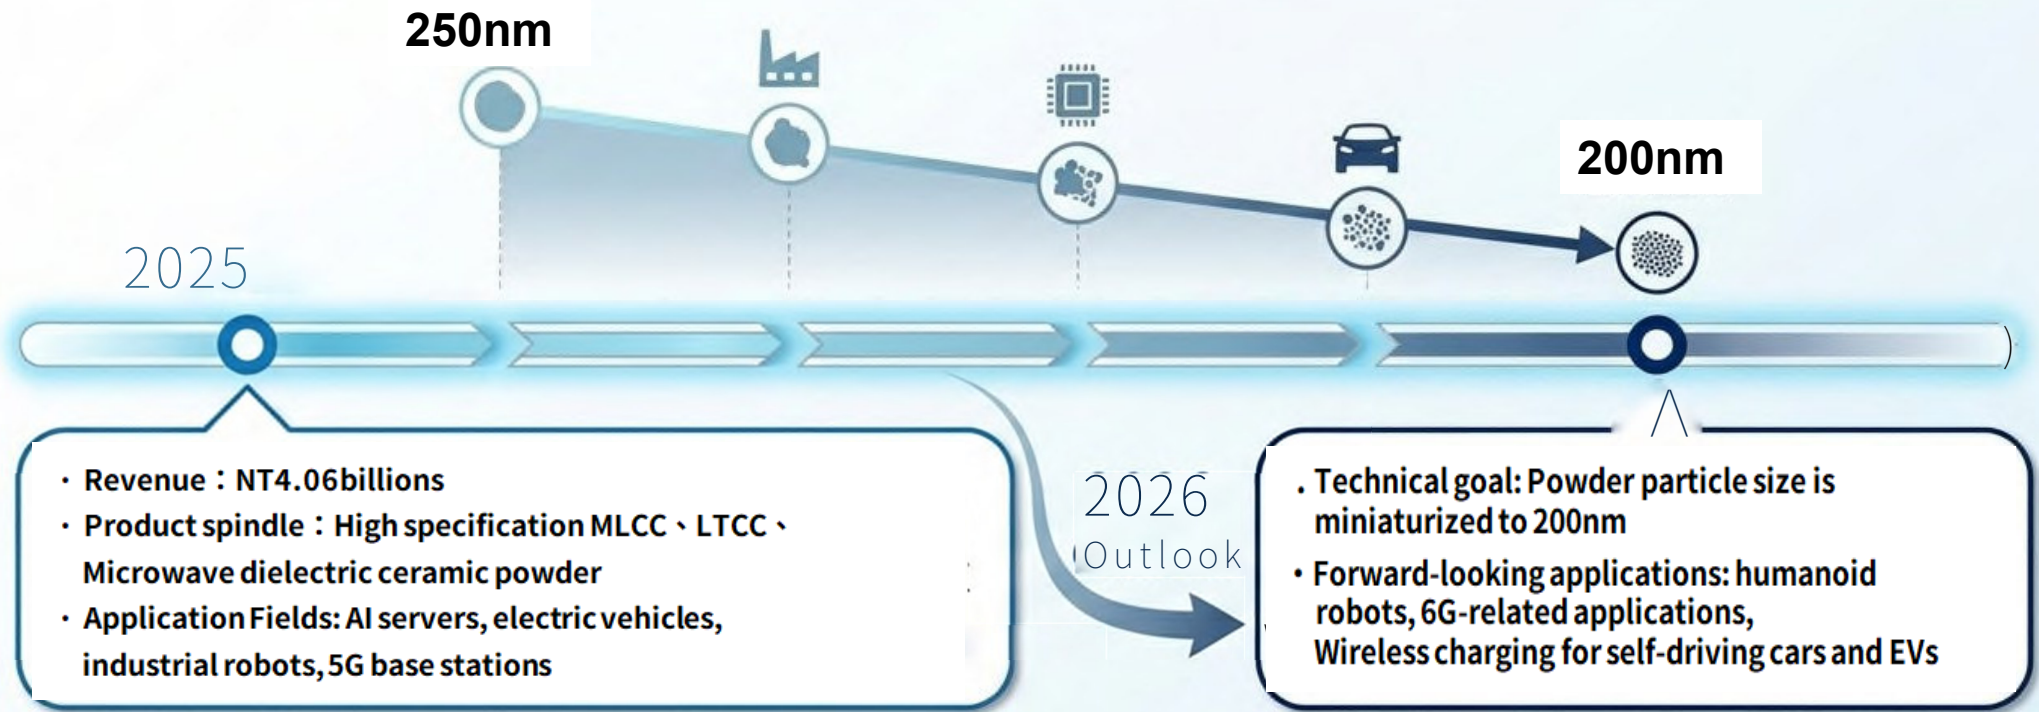 250nm
200nm
2025
· Revenue：NT4.06billions
· Product spindle：High specification MLCC、LTCC、
Microwave dielectric ceramic powder
· Application Fields: AI servers, electric vehicles,
industrial robots, 5G base stations
2026
Outlook
. Technical goal: Powder particle size is
miniaturized to 200nm
· Forward-looking applications: humanoid
robots, 6G-related applications,
Wireless charging for self-driving cars and EVs